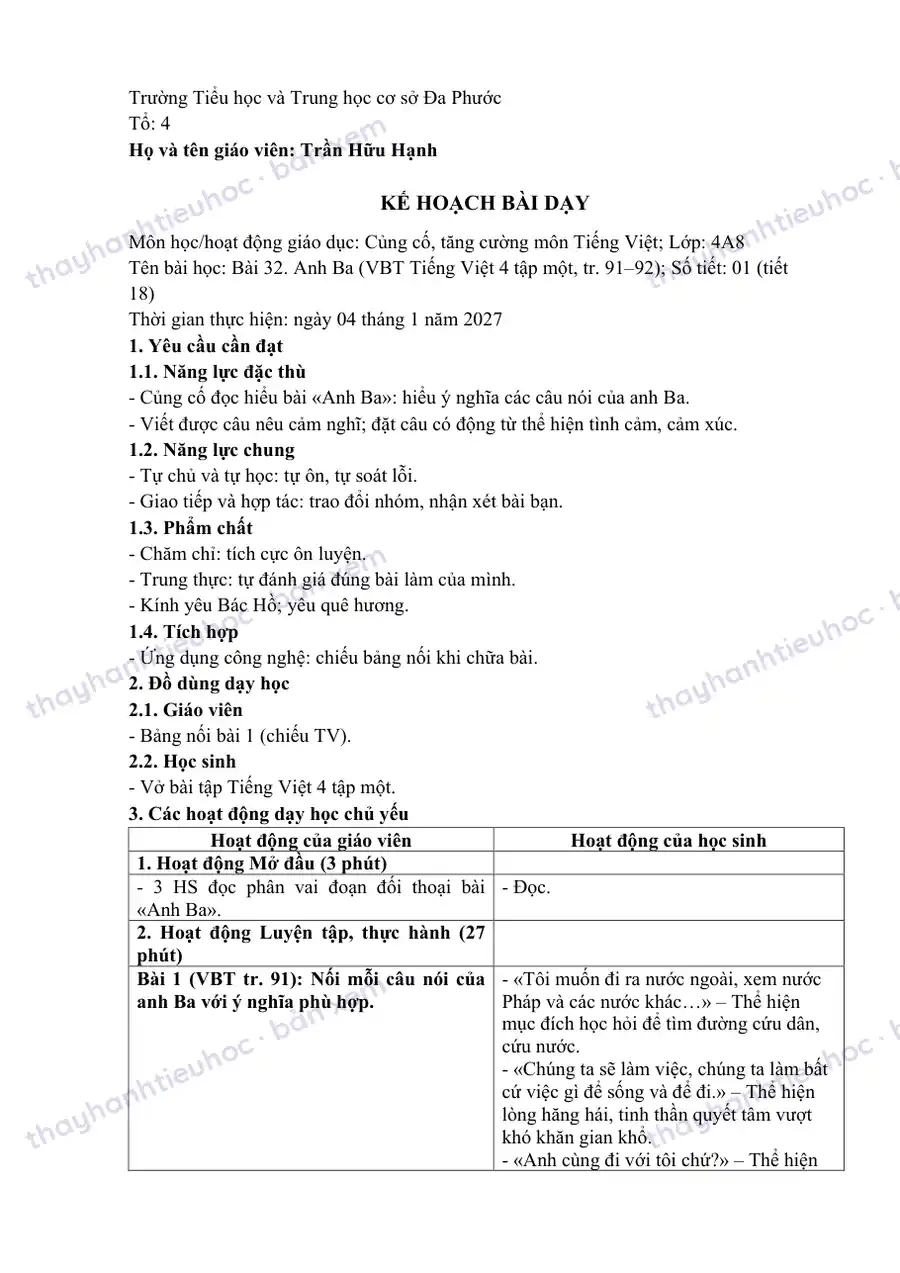 Trường Tiểu học và Trung học cơ sở Đa Phước
Tổ: 4
Họ và tên giáo viên: Trần Hữu Hạnh
KẾ HOẠCH BÀI DẠY
Môn học/hoạt động giáo dục: Củng cố, tăng cường môn Tiếng Việt; Lớp: 4A8
Tên bài học: Bài 32. Anh Ba (VBT Tiếng Việt 4 tập một, tr. 91–92); Số tiết: 01 (tiết
18)
Thời gian thực hiện: ngày 04 tháng 1 năm 2027
1. Yêu cầu cần đạt
1.1. Năng lực đặc thù
- Củng cố đọc hiểu bài «Anh Ba»: hiểu ý nghĩa các câu nói của anh Ba.
- Viết được câu nêu cảm nghĩ; đặt câu có động từ thể hiện tình cảm, cảm xúc.
1.2. Năng lực chung
- Tự chủ và tự học: tự ôn, tự soát lỗi.
- Giao tiếp và hợp tác: trao đổi nhóm, nhận xét bài bạn.
1.3. Phẩm chất
- Chăm chỉ: tích cực ôn luyện.
- Trung thực: tự đánh giá đúng bài làm của mình.
- Kính yêu Bác Hồ; yêu quê hương.
1.4. Tích hợp
- Ứng dụng công nghệ: chiếu bảng nối khi chữa bài.
2. Đồ dùng dạy học
2.1. Giáo viên
- Bảng nối bài 1 (chiếu TV).
2.2. Học sinh
- Vở bài tập Tiếng Việt 4 tập một.
3. Các hoạt động dạy học chủ yếu
Hoạt động của giáo viên
Hoạt động của học sinh
1. Hoạt động Mở đầu (3 phút)
- 3 HS đọc phân vai đoạn đối thoại bài
«Anh Ba».
- Đọc.
2. Hoạt động Luyện tập, thực hành (27
phút)
Bài 1 (VBT tr. 91): Nối mỗi câu nói của
anh Ba với ý nghĩa phù hợp.
- «Tôi muốn đi ra nước ngoài, xem nước
Pháp và các nước khác…» – Thể hiện
mục đích học hỏi để tìm đường cứu dân,
cứu nước.
- «Chúng ta sẽ làm việc, chúng ta làm bất
cứ việc gì để sống và để đi.» – Thể hiện
lòng hăng hái, tinh thần quyết tâm vượt
khó khăn gian khổ.
- «Anh cùng đi với tôi chứ?» – Thể hiện
thayhanhtieuhoc · bản xem
thayhanhtieuhoc · b
thayhanhtieuhoc · bản xem
thayhanhtieuhoc · b
thayhanhtieuhoc · bản xem
thayhanhtieuhoc · b